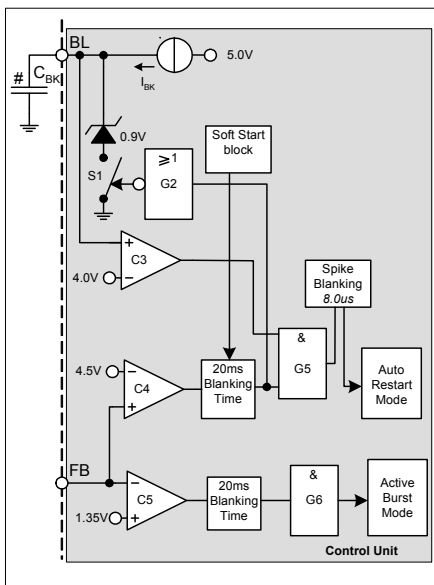 BL
#
C_BK
5.0V
I_BK
0.9V
S1
≥1
G2
Soft Start
block
C3
+
-
4.0V
Spike
Blanking
8.0us
&
G5
4.5V
-
+
C4
20ms
Blanking
Time
Auto
Restart
Mode
FB
-
+
C5
1.35V
20ms
Blanking
Time
&
G6
Active
Burst
Mode
Control Unit